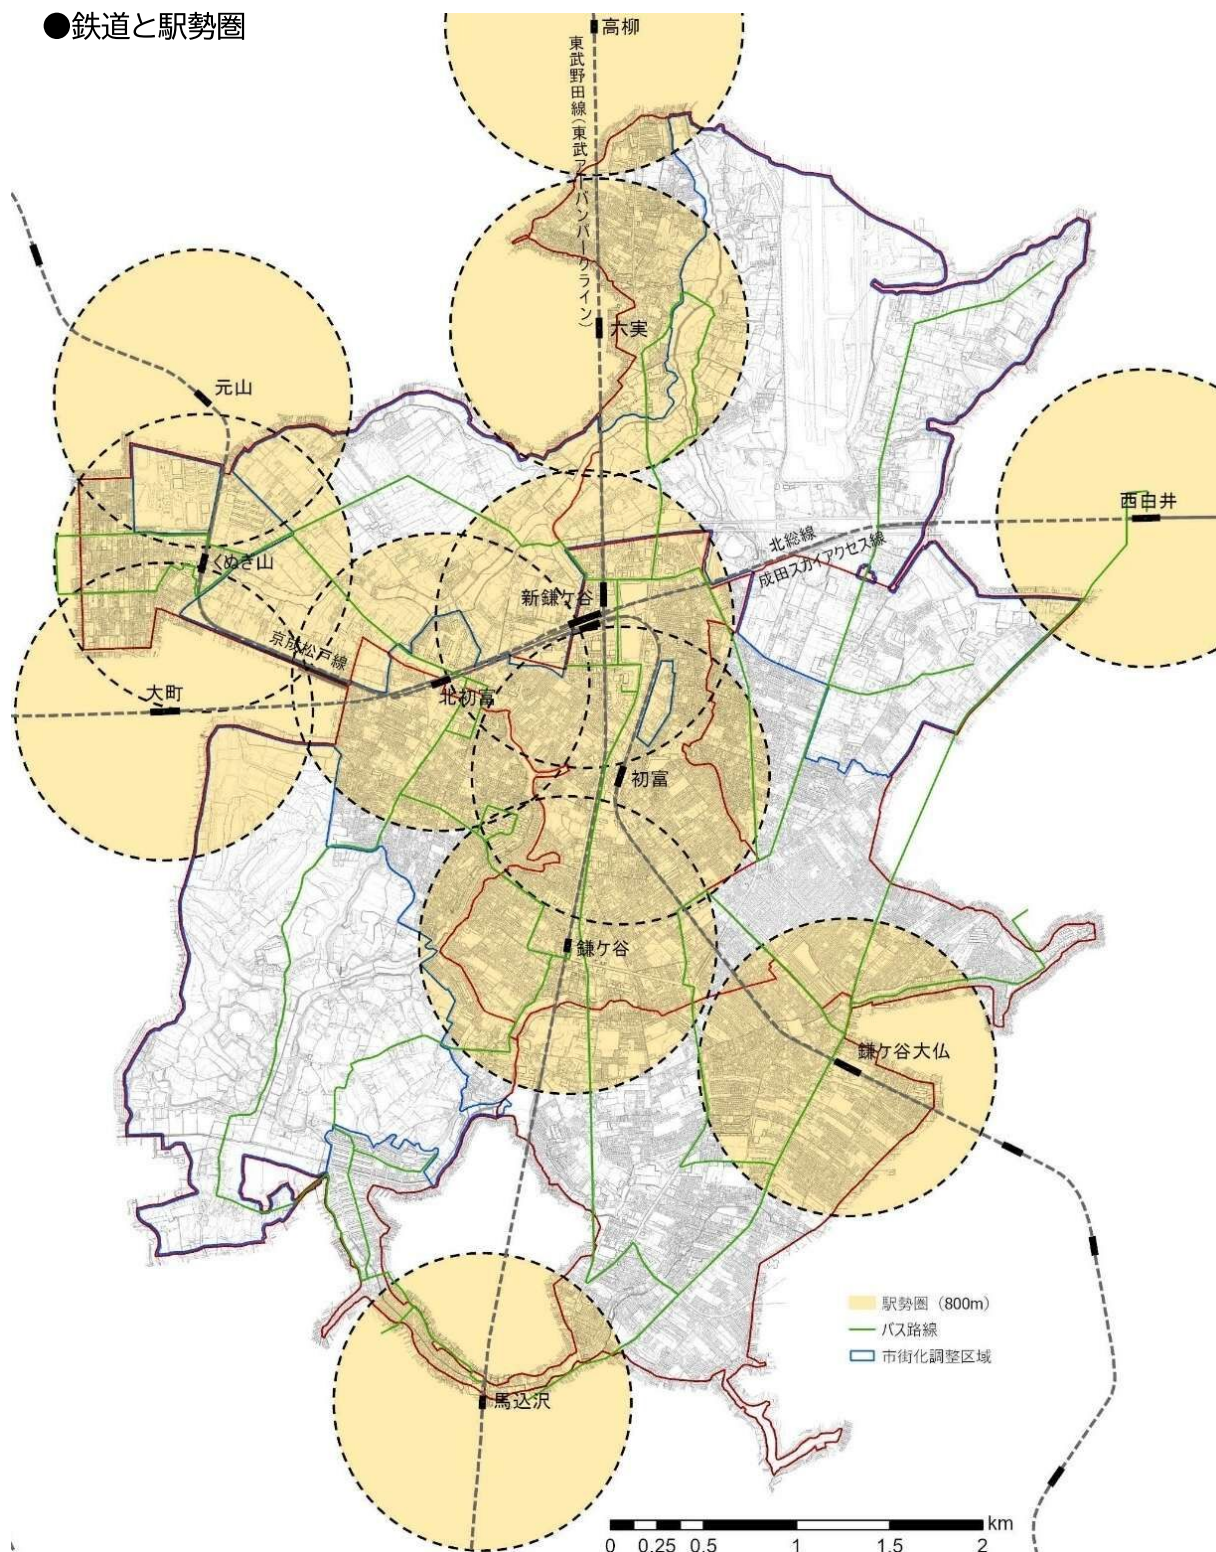 ●鉄道と駅勢圏
高柳
東武野田線(東武アーバンパークライン)
六実
元山
西白井
くぬぎ山
北総線
成田スカイアクセス線
新鎌ケ谷
京成松戸線
大町
北初富
初富
鎌ケ谷
鎌ケ谷大仏
馬込沢
駅勢圏（800m）
バス路線
市街化調整区域
km
0 0.25 0.5 1 1.5 2